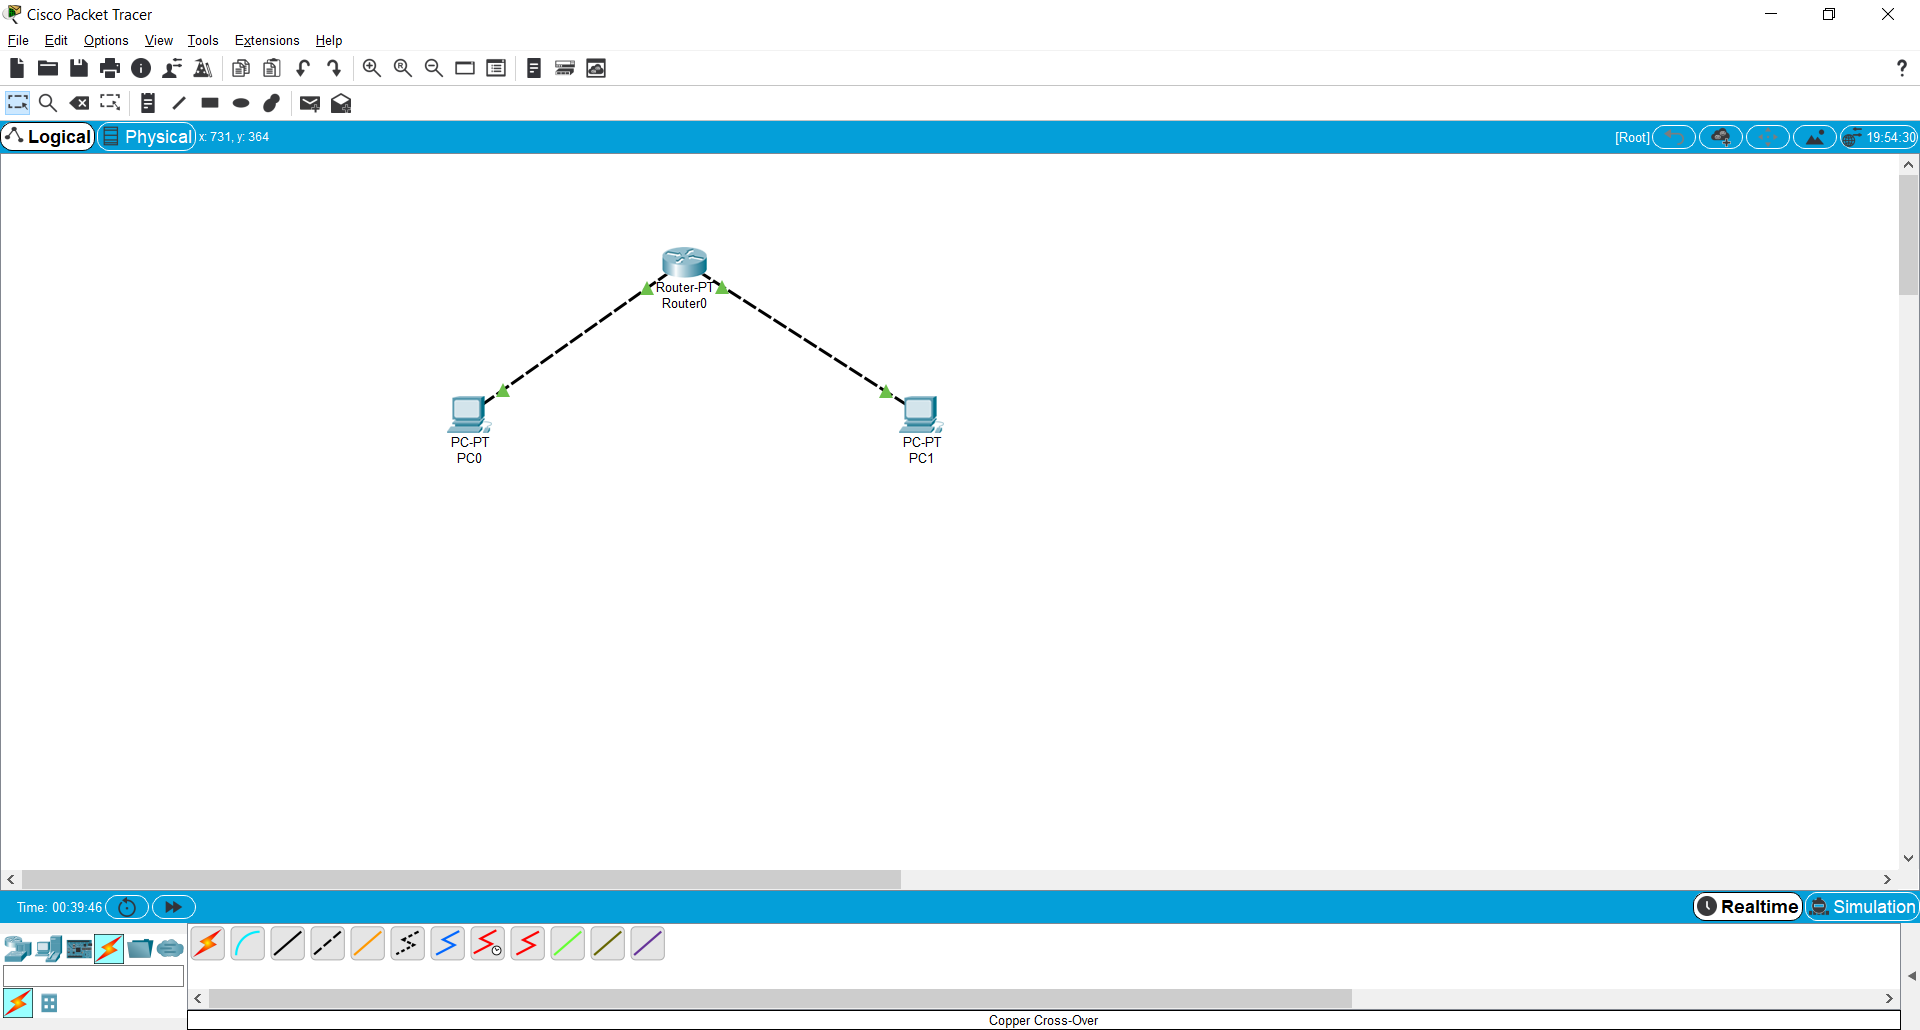 Cisco Packet Tracer
File Edit Options View Tools Extensions Help
?
Logical Physical x: 731, y: 364 [Root] 19:54:30
Router-PT
Router0
PC-PT PC-PT
PC0 PC1
Time: 00:39:46 Realtime Simulation
Copper Cross-Over